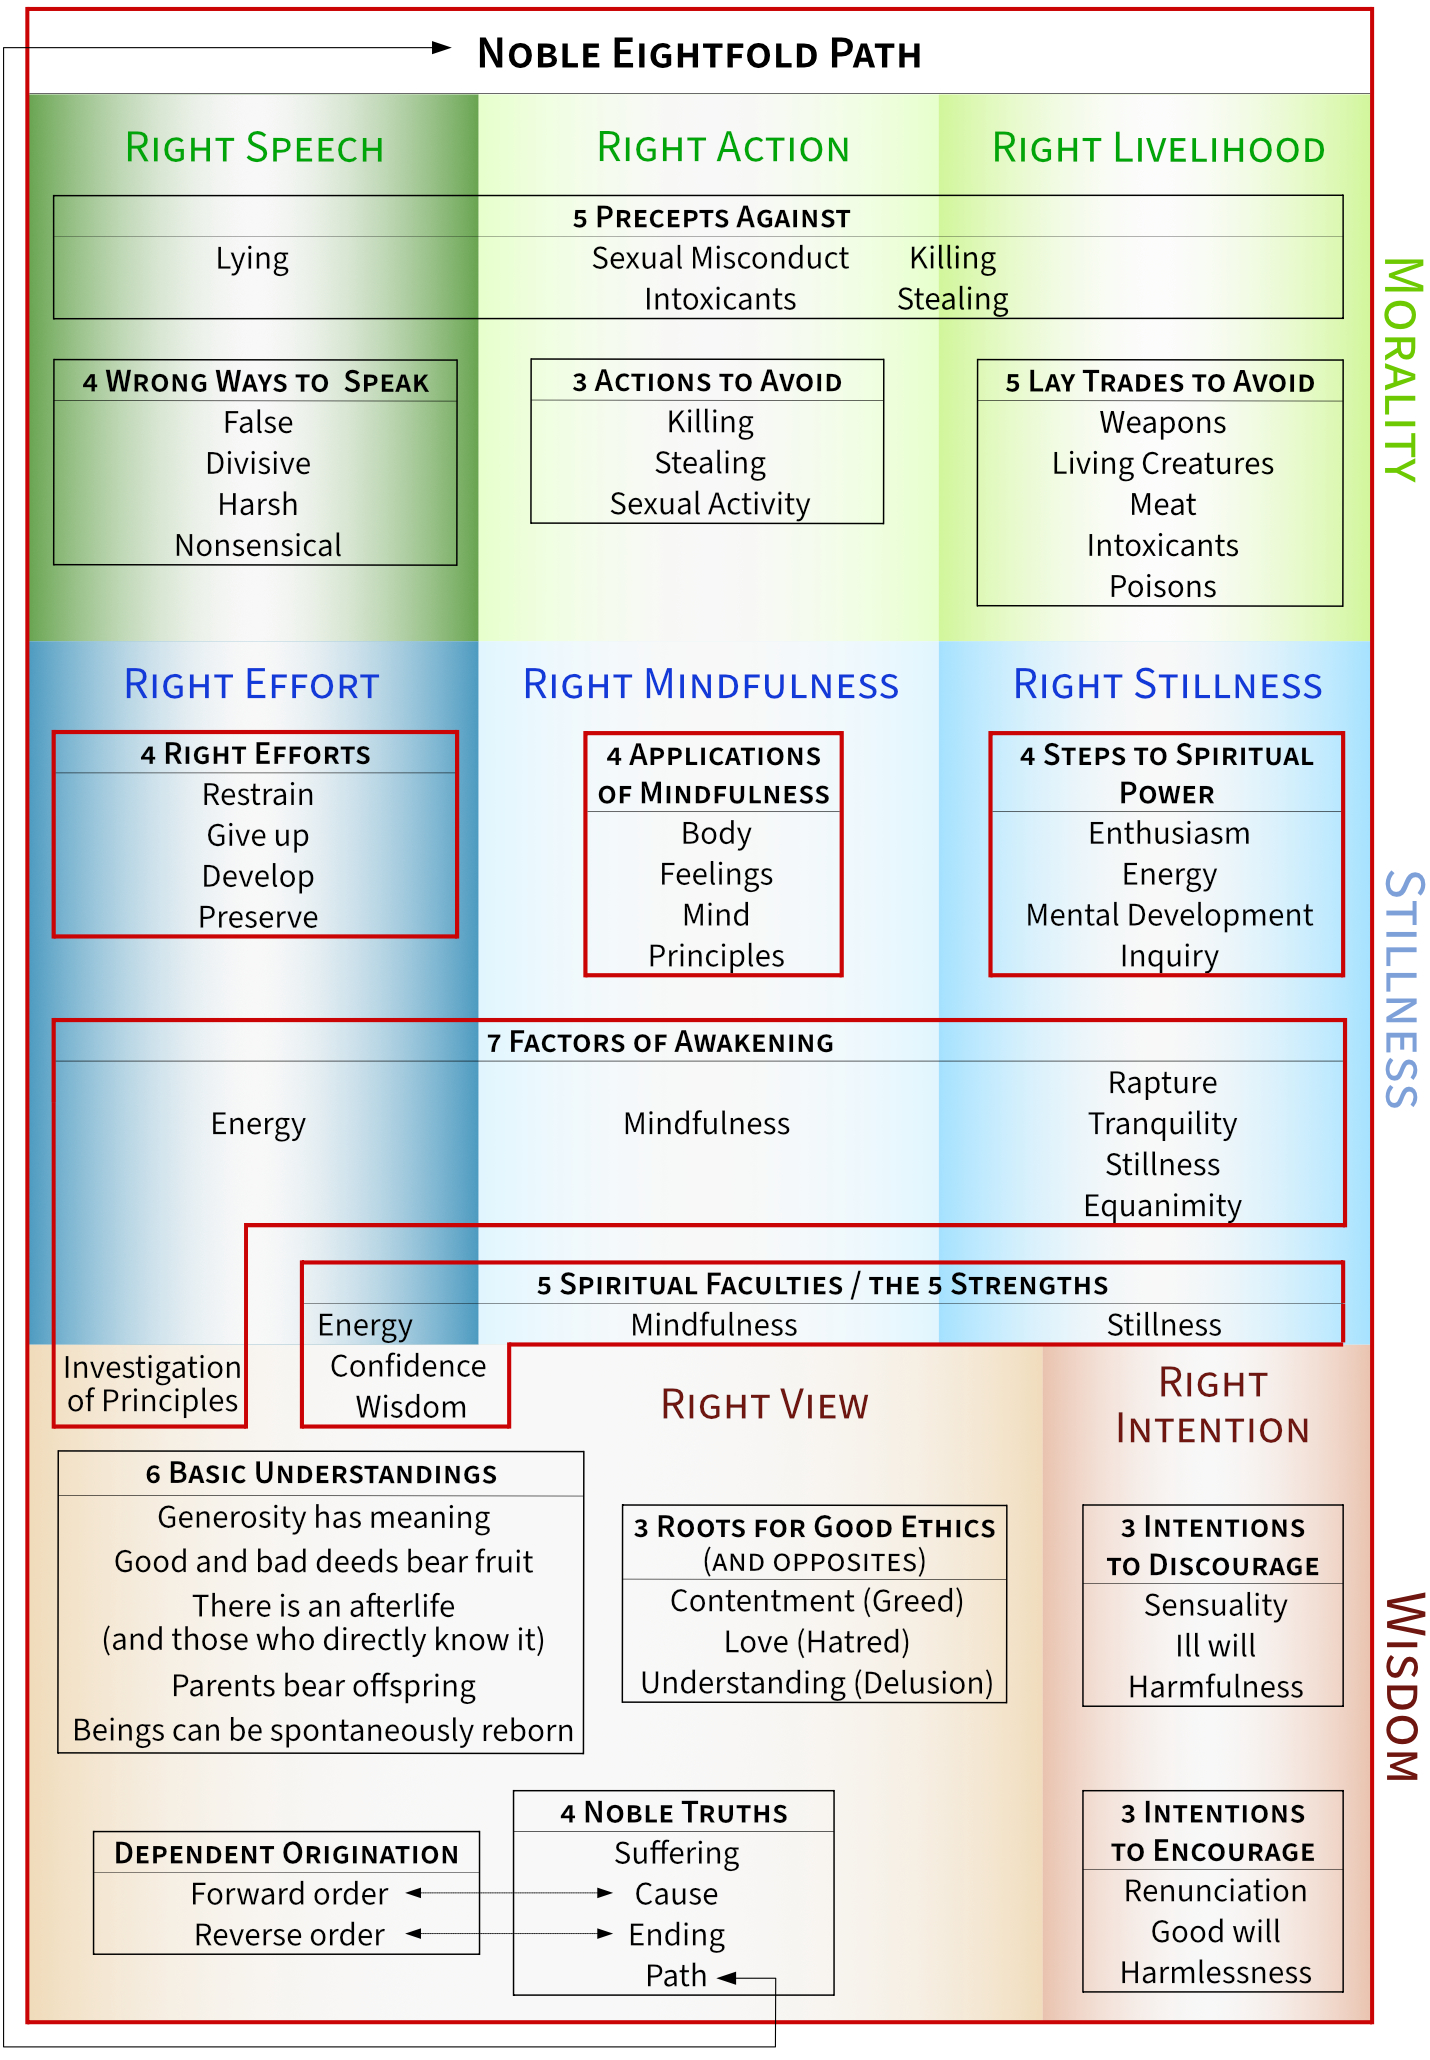 Noble Eightfold Path
Right Speech
Right Action
Right Livelihood
5 Precepts Against
Lying
Sexual Misconduct
Killing
Intoxicants
Stealing
4 Wrong Ways to Speak
False
Divisive
Harsh
Nonsensical
3 Actions to Avoid
Killing
Stealing
Sexual Activity
5 Lay Trades to Avoid
Weapons
Living Creatures
Meat
Intoxicants
Poisons
Morality
Right Effort
Right Mindfulness
Right Stillness
4 Right Efforts
Restrain
Give up
Develop
Preserve
4 Applications
of Mindfulness
Body
Feelings
Mind
Principles
4 Steps to Spiritual
Power
Enthusiasm
Energy
Mental Development
Inquiry
7 Factors of Awakening
Energy
Mindfulness
Rapture
Tranquility
Stillness
Equanimity
Investigation
of Principles
5 Spiritual Faculties / the 5 Strengths
Energy
Mindfulness
Stillness
Confidence
Wisdom
Stillness
Right View
Right
Intention
6 Basic Understandings
Generosity has meaning
Good and bad deeds bear fruit
There is an afterlife
(and those who directly know it)
Parents bear offspring
Beings can be spontaneously reborn
3 Roots for Good Ethics
(and opposites)
Contentment (Greed)
Love (Hatred)
Understanding (Delusion)
3 Intentions
to Discourage
Sensuality
Ill will
Harmfulness
Dependent Origination
Forward order
Reverse order
4 Noble Truths
Suffering
Cause
Ending
Path
3 Intentions
to Encourage
Renunciation
Good will
Harmlessness
Wisdom